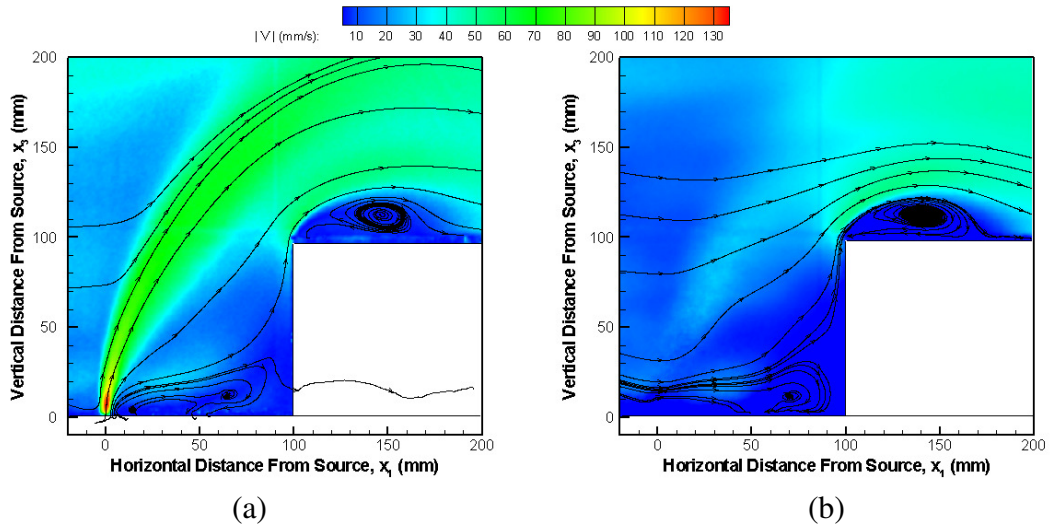 |V| (mm/s): 10 20 30 40 50 60 70 80 90 100 110 120 130
200
150
100
50
0
Vertical Distance From Source, x3 (mm)
0 50 100 150 200
Horizontal Distance From Source, x1 (mm)
(a)
200
150
100
50
0
Vertical Distance From Source, x3 (mm)
0 50 100 150 200
Horizontal Distance From Source, x1 (mm)
(b)